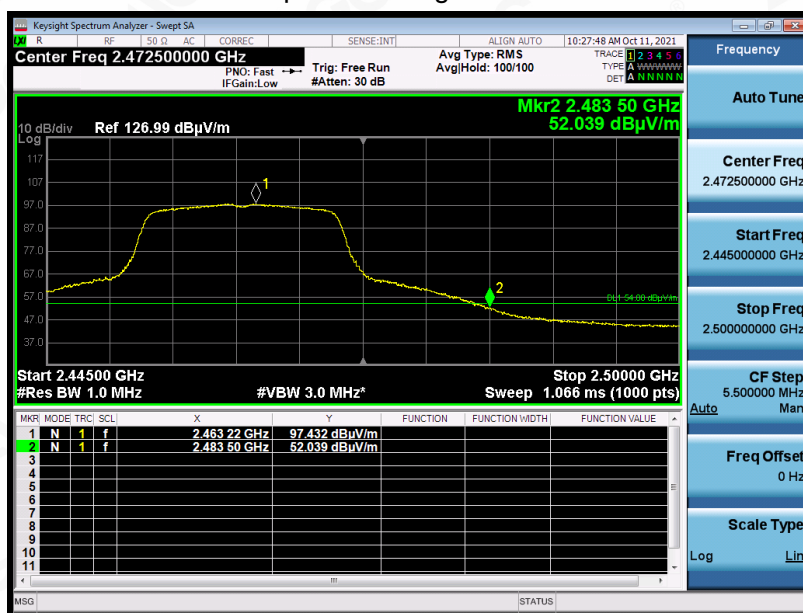 Keysight Spectrum Analyzer - Swept SA
LXI R RF 50 Ω AC CORREC SENSE:INT ALIGN AUTO 10:27:48 AM Oct 11, 2021
Center Freq 2.472500000 GHz
PNO: Fast
IFGain:Low
Trig: Free Run
#Atten: 30 dB
Avg Type: RMS
Avg|Hold: 100/100
TRACE 1 2 3 4 5 6
TYPE A WWWWW
DET A N N N N N
Mkr2 2.483 50 GHz
52.039 dBµV/m
10 dB/div Ref 126.99 dBµV/m
Log
117
107
97.0
87.0
77.0
67.0
57.0
47.0
37.0
1
2
DL1 54.00 dBµV/m
Start 2.44500 GHz Stop 2.50000 GHz
#Res BW 1.0 MHz #VBW 3.0 MHz* Sweep 1.066 ms (1000 pts)
MKR MODE TRC SCL X Y FUNCTION FUNCTION WIDTH FUNCTION VALUE
1 N 1 f 2.463 22 GHz 97.432 dBµV/m
2 N 1 f 2.483 50 GHz 52.039 dBµV/m
3
4
5
6
7
8
9
10
11
MSG STATUS
Frequency
Auto Tune
Center Freq
2.472500000 GHz
Start Freq
2.445000000 GHz
Stop Freq
2.500000000 GHz
CF Step
5.500000 MHz
Auto Man
Freq Offset
0 Hz
Scale Type
Log Lin